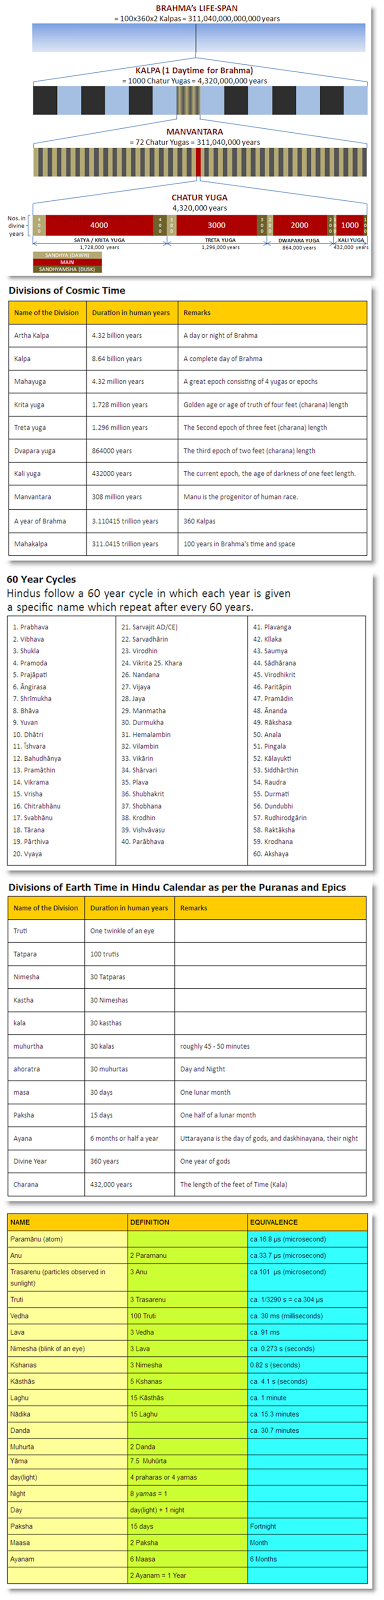 BRAHMA's LIFE-SPAN
= 100x360x2 Kalpas = 311,040,000,000,000 years
KALPA (1 Daytime for Brahma)
= 1000 Chatur Yugas = 4,320,000,000 years
MANVANTARA
= 72 Chatur Yugas = 311,040,000 years
CHATUR YUGA
4,320,000 years
Nos. in divine years
400 4000 400 300 3000 300 200 2000 200 1000
SATYA / KRITA YUGA TRETA YUGA DWAPARA YUGA KALI YUGA
1,728,000 years 1,296,000 years 864,000 years 432,000 years
SANDHYA (DAWN)
MAIN
SANDHYAMSHA (DUSK)
Divisions of Cosmic Time
Name of the Division Duration in human years Remarks
Artha Kalpa 4.32 billion years A day or night of Brahma
Kalpa 8.64 billion years A complete day of Brahma
Mahayuga 4.32 million years A great epoch consisting of 4 yugas or epochs
Krita yuga 1.728 million years Golden age or age of truth of four feet (charana) length
Treta yuga 1.296 million years The Second epoch of three feet (charana) length
Dvapara yuga 864000 years The third epoch of two feet (charana) length
Kali yuga 432000 years The current epoch, the age of darkness of one feet length.
Manvantara 308 million years Manu is the progenitor of human race.
A year of Brahma 3.110415 trillion years 360 Kalpas
Mahakalpa 311.0415 trillion years 100 years in Brahma's time and space
60 Year Cycles
Hindus follow a 60 year cycle in which each year is given
a specific name which repeat after every 60 years.
1. Prabhava
2. Vibhava
3. Shukla
4. Pramoda
5. Prajāpati
6. Āngirasa
7. Shrīmukha
8. Bhāva
9. Yuvan
10. Dhātri
11. Īshvara
12. Bahudhānya
13. Pramāthin
14. Vikrama
15. Vrisha
16. Chitrabhānu
17. Svabhānu
18. Tārana
19. Pārthiva
20. Vyaya
21. Sarvajit AD/CE)
22. Sarvadhārin
23. Virodhin
24. Vikrita 25. Khara
26. Nandana
27. Vijaya
28. Jaya
29. Manmatha
30. Durmukha
31. Hemalambin
32. Vilambin
33. Vikārin
34. Shārvari
35. Plava
36. Shubhakrit
37. Shobhana
38. Krodhin
39. Vishvāvasu
40. Parābhava
41. Plavanga
42. Kīlaka
43. Saumya
44. Sādhārana
45. Virodhikrit
46. Paritāpin
47. Pramādin
48. Ānanda
49. Rākshasa
50. Anala
51. Pingala
52. Kālayukti
53. Siddhārthin
54. Raudra
55. Durmati
56. Dundubhi
57. Rudhirodgārin
58. Raktāksha
59. Krodhana
60. Akshaya
Divisions of Earth Time in Hindu Calendar as per the Puranas and Epics
Name of the Division Duration in human years Remarks
Truti One twinkle of an eye
Tatpara 100 trutis
Nimesha 30 Tatparas
Kastha 30 Nimeshas
kala 30 kasthas
muhurtha 30 kalas roughly 45 - 50 minutes
ahoratra 30 muhurtas Day and Nigtht
masa 30 days One lunar month
Paksha 15 days One half of a lunar month
Ayana 6 months or half a year Uttarayana is the day of gods, and daskhinayana, their night
Divine Year 360 years One year of gods
Charana 432,000 years The length of the feet of Time (Kala)
NAME DEFINITION EQUIVALENCE
Paramānu (atom) ca.16.8 µs (microsecond)
Anu 2 Paramanu ca.33.7 µs (microsecond)
Trasarenu (particles observed in sunlight) 3 Anu ca.101 µs (microsecond)
Truti 3 Trasarenu ca. 1/3290 s = ca.304 µs
Vedha 100 Truti ca. 30 ms (milliseconds)
Lava 3 Vedha ca. 91 ms
Nimesha (blink of an eye) 3 Lava ca. 0.273 s (seconds)
Kshanas 3 Nimesha 0.82 s (seconds)
Kāsthās 5 Kshanas ca. 4.1 s (seconds)
Laghu 15 Kāsthās ca. 1 minute
Nādika 15 Laghu ca. 15.3 minutes
Danda ca. 30.7 minutes
Muhurta 2 Danda
Yāma 7.5 Muhūrta
day(light) 4 praharas or 4 yamas
Night 8 yamas = 1
Day day(light) + 1 night
Paksha 15 days Fortnight
Maasa 2 Paksha Month
Ayanam 6 Maasa 6 Months
2 Ayanam = 1 Year